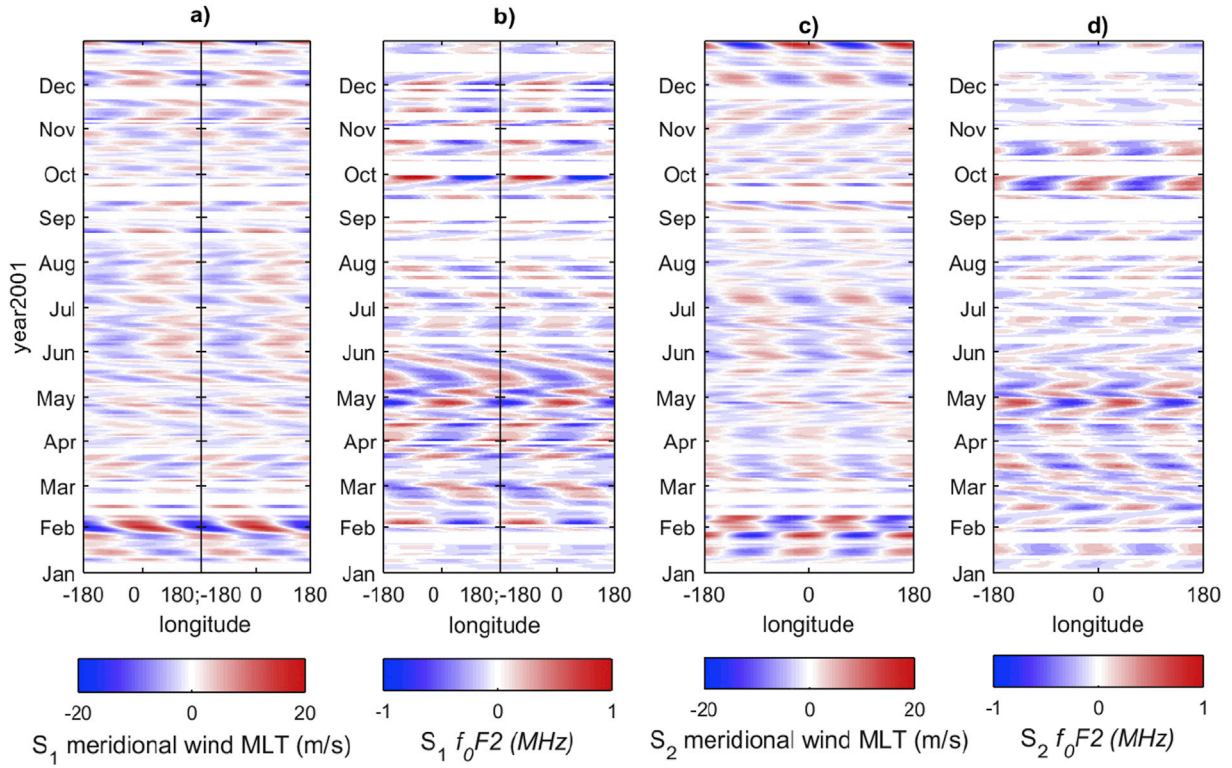 a)
b)
c)
d)
year2001
Dec
Nov
Oct
Sep
Aug
Jul
Jun
May
Apr
Mar
Feb
Jan
Dec
Nov
Oct
Sep
Aug
Jul
Jun
May
Apr
Mar
Feb
Jan
Dec
Nov
Oct
Sep
Aug
Jul
Jun
May
Apr
Mar
Feb
Jan
Dec
Nov
Oct
Sep
Aug
Jul
Jun
May
Apr
Mar
Feb
Jan
-180 0 180;-180 0 180
-180 0 180;-180 0 180
-180 0 180
-180 0 180
longitude
longitude
longitude
longitude
-20 0 20
-1 0 1
-20 0 20
-1 0 1
S₁ meridional wind MLT (m/s)
S₁ f₀F2 (MHz)
S₂ meridional wind MLT (m/s)
S₂ f₀F2 (MHz)